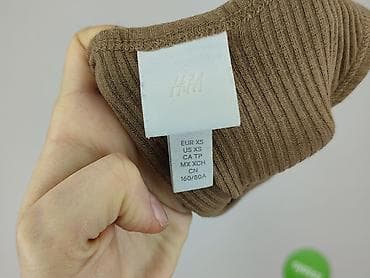 H&M
EUR XS
US XS
CA TP
MX XCH
CN
160/80A